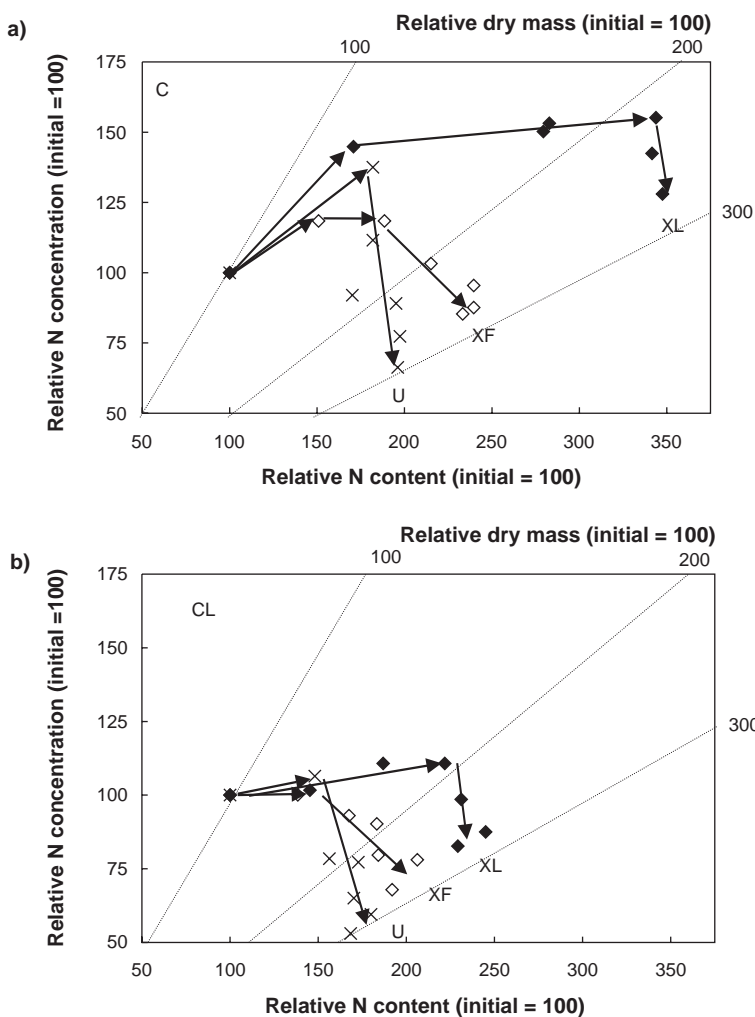 a)
Relative dry mass (initial = 100)
100
200
175
C
150
125
100
75
50
Relative N concentration (initial =100)
XL
300
XF
U
50
100
150
200
250
300
350
Relative N content (initial = 100)
b)
Relative dry mass (initial = 100)
100
200
175
CL
150
125
100
75
50
Relative N concentration (initial =100)
300
XL
XF
U
50
100
150
200
250
300
350
Relative N content (initial = 100)